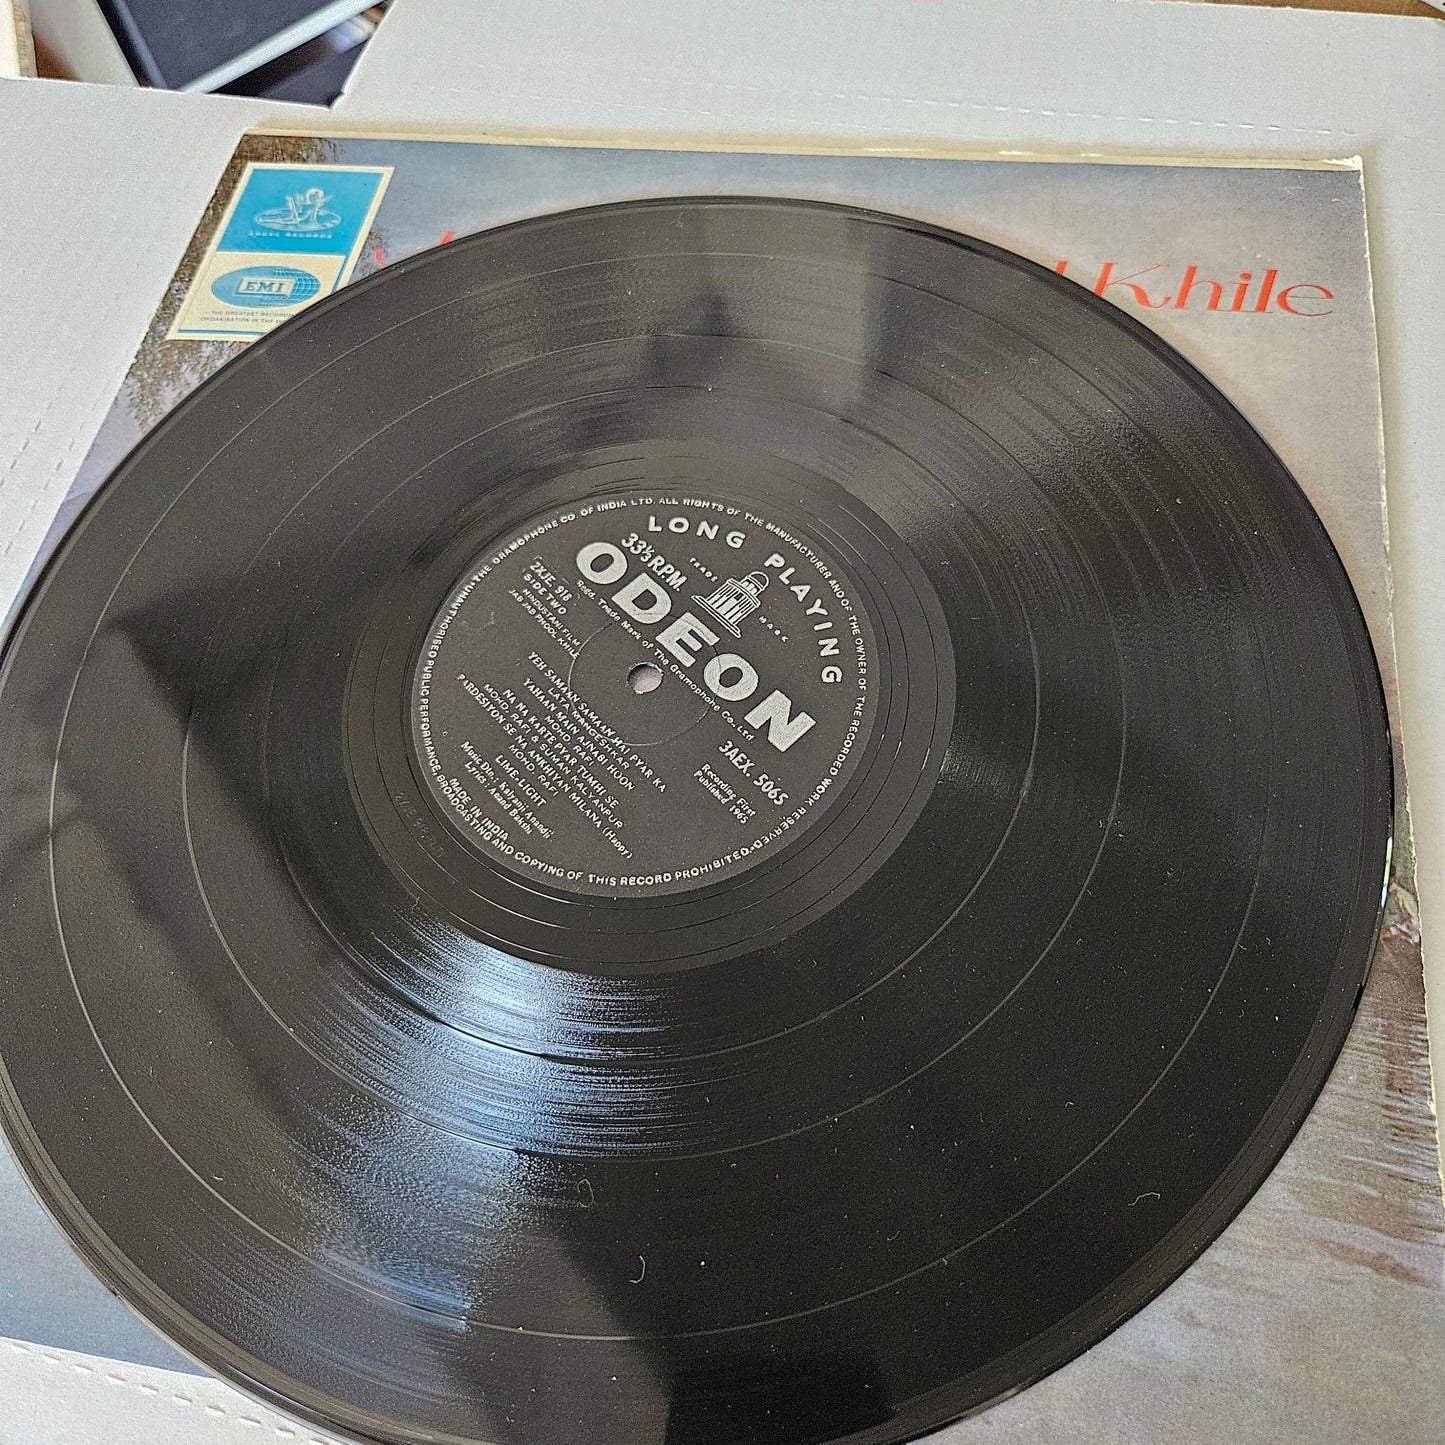 ANGEL RECORDS
EMI
—THE GREATEST RECORDING
ORGANISATION IN THE
Khile
UNAUTHORISED PUBLIC PERFORMANCE, BROADCASTING AND COPYING OF THIS RECORD PROHIBITED.
THE GRAMOPHONE CO. OF INDIA LTD. ALL RIGHTS OF THE MANUFACTURER AND OF THE OWNER OF THE RECORDED WORK RESERVED.
LONG PLAYING
33⅓ R.P.M.
TRADE MARK
ODEON
Regd. Trade Mark of The Gramophone Co. Ltd
2XJE. 918
SIDE TWO
HINDUSTANI FILM
JAB JAB PHOOL KHILE
3AEX. 5065
Recording First
Published 1965
YEH SAMAAN SAMAAN HAI PYAR KA
LATA MANGESHKAR
YAHAAN MAIN AJNABI HOON
MOHD. RAFI
NA NA KARTE PYAR TUMHI SE
MOHD. RAFI & SUMAN KALYANPUR
PARDESIYON SE NA ANKHIYAN MILANA (Happy)
MOHD. RAFI
LIME-LIGHT
Music Dir.: Kalyanji Anandji
Lyrics : Anand Bakshi
MADE IN INDIA